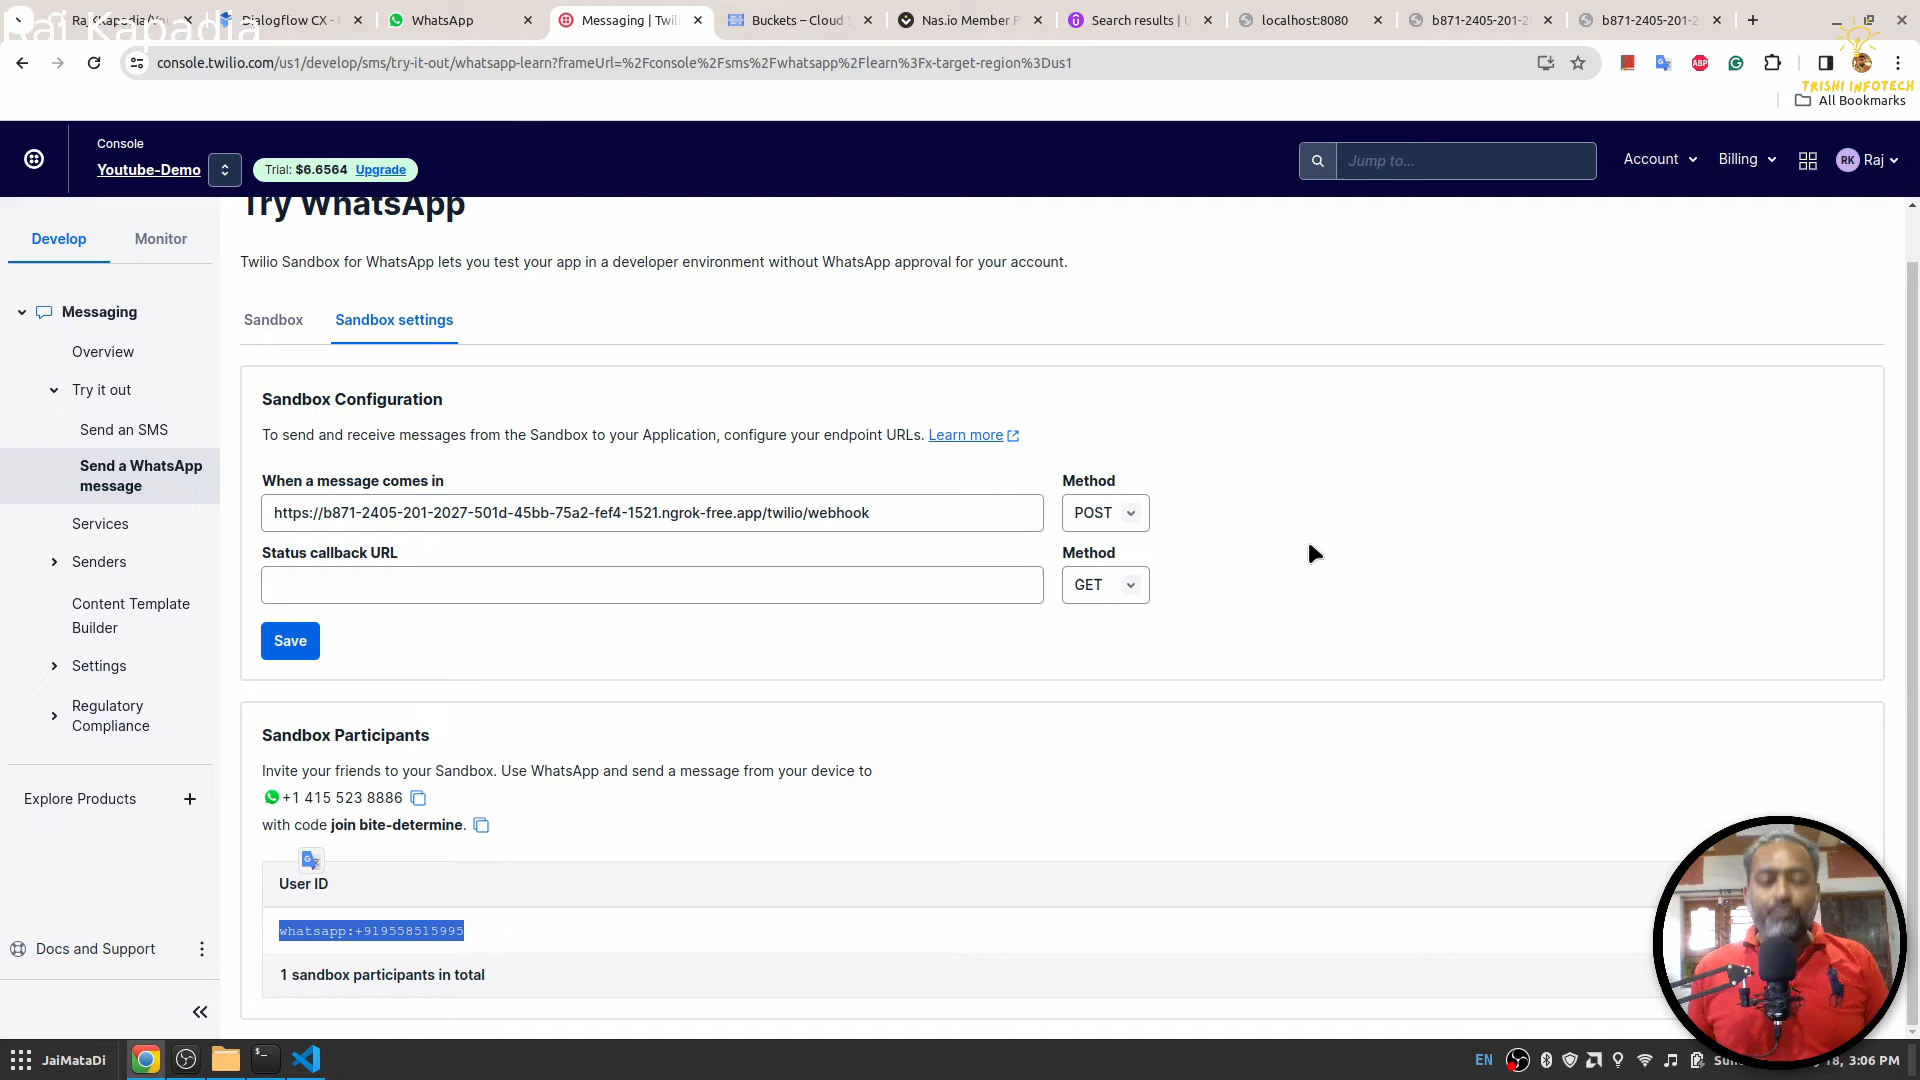 Raj Kapadia/Yo
Dialogflow CX -
WhatsApp
Messaging | Twil
Buckets – Cloud S
Nas.io Member P
Search results | U
localhost:8080
b871-2405-201-2
b871-2405-201-2
Raj Kapadia
console.twilio.com/us1/develop/sms/try-it-out/whatsapp-learn?frameUrl=%2Fconsole%2Fsms%2Fwhatsapp%2Flearn%3Fx-target-region%3Dus1
ABP
TRISHI INFOTECH
All Bookmarks
Console
Youtube-Demo
Trial: $6.6564 Upgrade
Jump to...
Account
Billing
RK
Raj
Develop
Monitor
Messaging
Overview
Try it out
Send an SMS
Send a WhatsApp
message
Services
Senders
Content Template
Builder
Settings
Regulatory
Compliance
Explore Products
Docs and Support
Try WhatsApp
Twilio Sandbox for WhatsApp lets you test your app in a developer environment without WhatsApp approval for your account.
Sandbox
Sandbox settings
Sandbox Configuration
To send and receive messages from the Sandbox to your Application, configure your endpoint URLs. Learn more
When a message comes in
Method
https://b871-2405-201-2027-501d-45bb-75a2-fef4-1521.ngrok-free.app/twilio/webhook
POST
Status callback URL
Method
GET
Save
Sandbox Participants
Invite your friends to your Sandbox. Use WhatsApp and send a message from your device to
+1 415 523 8886
with code join bite-determine.
User ID
whatsapp:+919558515995
1 sandbox participants in total
JaiMataDi
EN
18, 3:06 PM